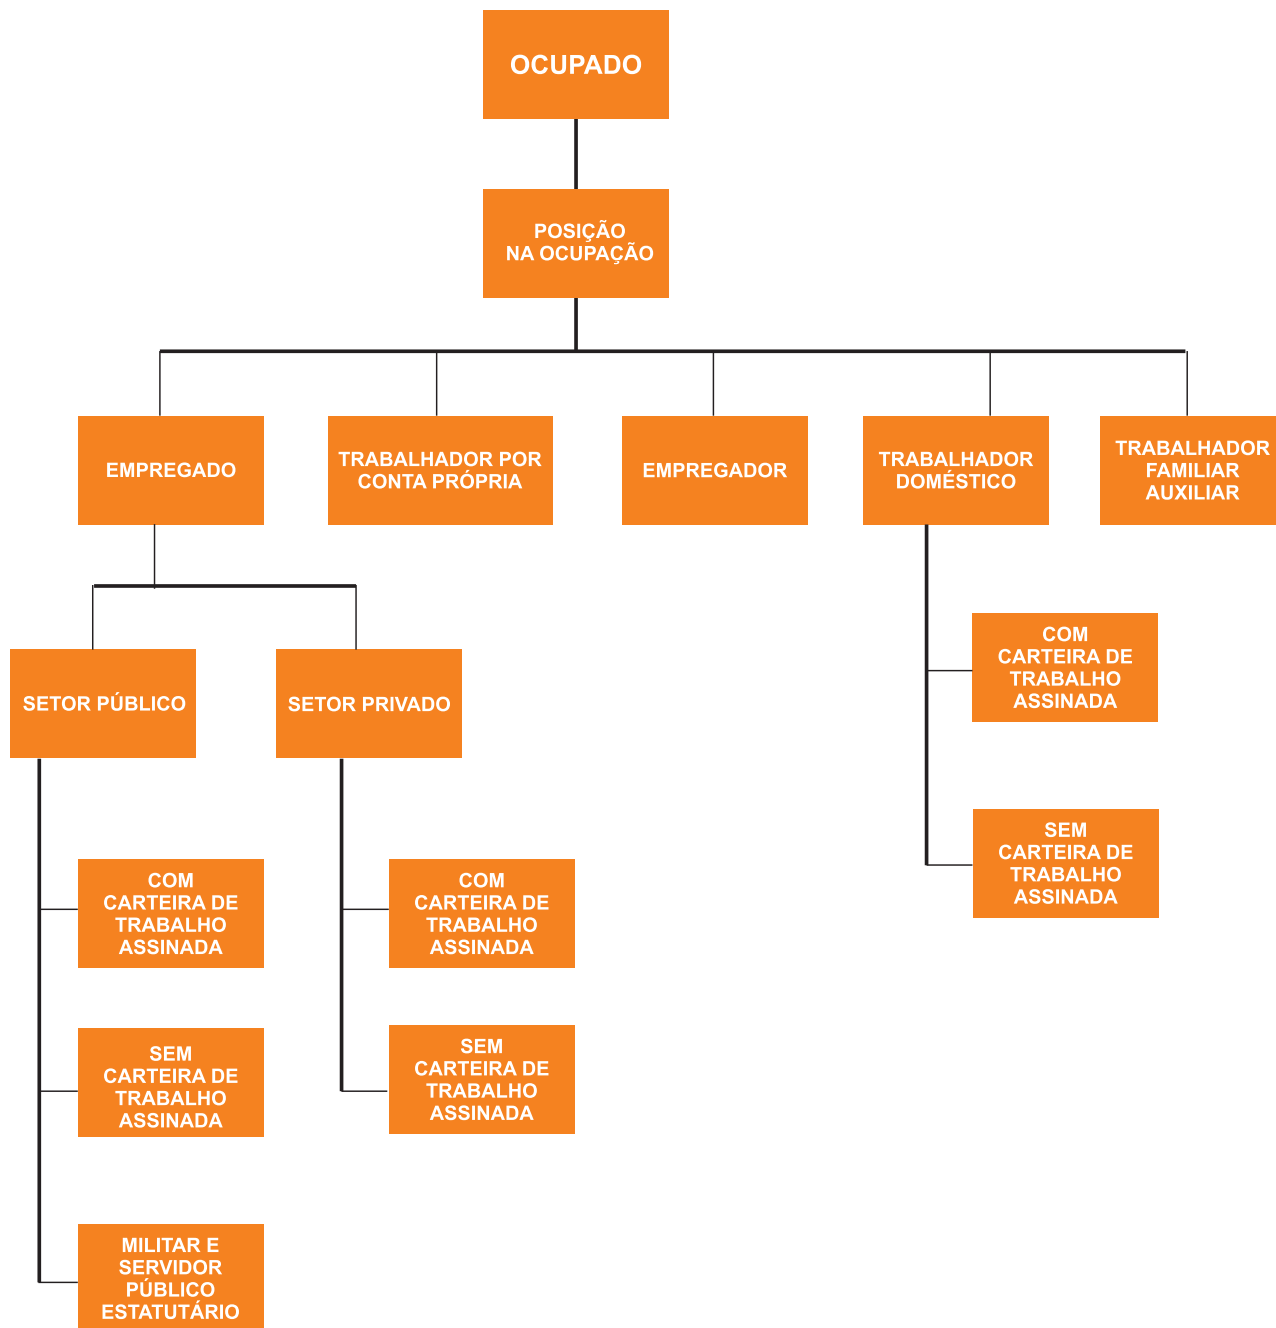 OCUPADO
POSIÇÃO
NA OCUPAÇÃO
EMPREGADO
TRABALHADOR POR
CONTA PRÓPRIA
EMPREGADOR
TRABALHADOR
DOMÉSTICO
TRABALHADOR
FAMILIAR
AUXILIAR
SETOR PÚBLICO
SETOR PRIVADO
COM
CARTEIRA DE
TRABALHO
ASSINADA
SEM
CARTEIRA DE
TRABALHO
ASSINADA
COM
CARTEIRA DE
TRABALHO
ASSINADA
COM
CARTEIRA DE
TRABALHO
ASSINADA
SEM
CARTEIRA DE
TRABALHO
ASSINADA
SEM
CARTEIRA DE
TRABALHO
ASSINADA
MILITAR E
SERVIDOR
PÚBLICO
ESTATUTÁRIO